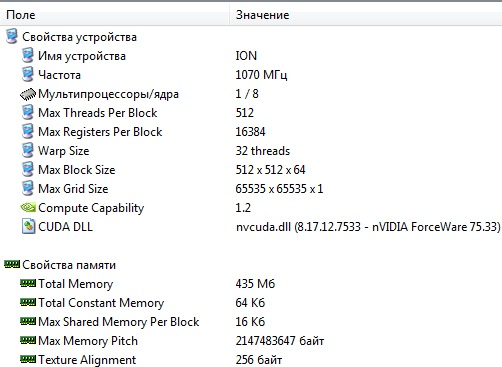 Поле Значение
Свойства устройства
Имя устройства ION
Частота 1070 МГц
Мультипроцессоры/ядра 1 / 8
Max Threads Per Block 512
Max Registers Per Block 16384
Warp Size 32 threads
Max Block Size 512 x 512 x 64
Max Grid Size 65535 x 65535 x 1
Compute Capability 1.2
CUDA DLL nvcuda.dll (8.17.12.7533 - nVIDIA ForceWare 75.33)
Свойства памяти
Total Memory 435 Мб
Total Constant Memory 64 Кб
Max Shared Memory Per Block 16 Кб
Max Memory Pitch 2147483647 байт
Texture Alignment 256 байт